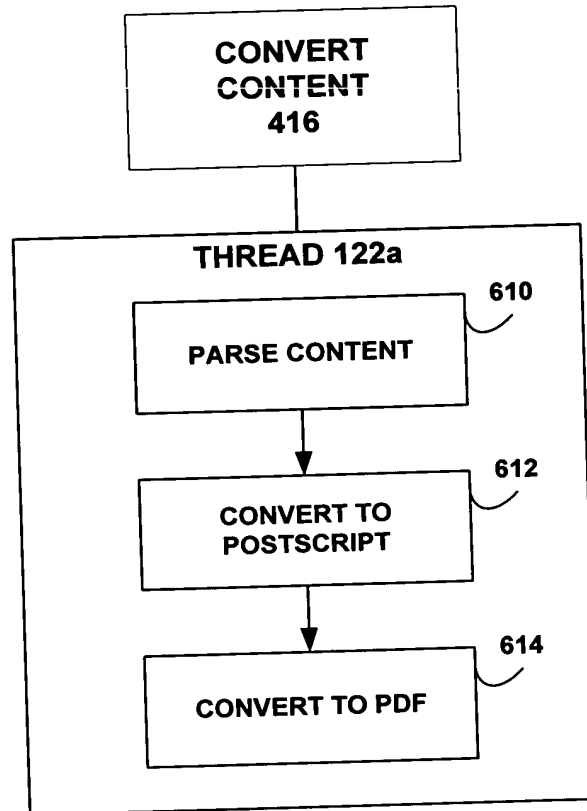 CONVERT
CONTENT
416
THREAD 122a
610
PARSE CONTENT
612
CONVERT TO
POSTSCRIPT
614
CONVERT TO PDF